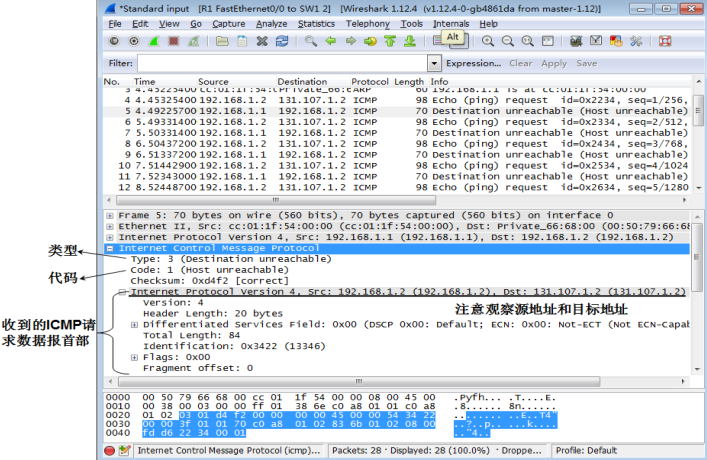 *Standard input [R1 FastEthernet0/0 to SW1 2] [Wireshark 1.12.4 (v1.12.4-0-gb4861da from master-1.12)]
File Edit View Go Capture Analyze Statistics Telephony Tools Internals Help
Alt
Filter: Expression... Clear Apply Save
No. Time Source Destination Protocol Length Info
3 4.45225400 cc:01:1f:54:( Private_66:6 ARP 60 192.168.1.1 is at cc:01:1f:54:00:00
4 4.45325400 192.168.1.2 131.107.1.2 ICMP 98 Echo (ping) request id=0x2234, seq=1/256,
5 4.49225700 192.168.1.1 192.168.1.2 ICMP 70 Destination unreachable (Host unreachable)
6 5.49331400 192.168.1.2 131.107.1.2 ICMP 98 Echo (ping) request id=0x2334, seq=2/512,
7 5.50331400 192.168.1.1 192.168.1.2 ICMP 70 Destination unreachable (Host unreachable)
8 6.50437200 192.168.1.2 131.107.1.2 ICMP 98 Echo (ping) request id=0x2434, seq=3/768,
9 6.51337200 192.168.1.1 192.168.1.2 ICMP 70 Destination unreachable (Host unreachable)
10 7.51442900 192.168.1.2 131.107.1.2 ICMP 98 Echo (ping) request id=0x2534, seq=4/1024
11 7.52343000 192.168.1.1 192.168.1.2 ICMP 70 Destination unreachable (Host unreachable)
12 8.52448700 192.168.1.2 131.107.1.2 ICMP 98 Echo (ping) request id=0x2634, seq=5/1280
Frame 5: 70 bytes on wire (560 bits), 70 bytes captured (560 bits) on interface 0
Ethernet II, Src: cc:01:1f:54:00:00 (cc:01:1f:54:00:00), Dst: Private_66:68:00 (00:50:79:66:68
Internet Protocol Version 4, Src: 192.168.1.1 (192.168.1.1), Dst: 192.168.1.2 (192.168.1.2)
Internet Control Message Protocol
类型
Type: 3 (Destination unreachable)
代码
Code: 1 (Host unreachable)
Checksum: 0xd4f2 [correct]
Internet Protocol Version 4, Src: 192.168.1.2 (192.168.1.2), Dst: 131.107.1.2 (131.107.1.2)
Version: 4
注意观察源地址和目标地址
Header Length: 20 bytes
收到的ICMP请
求数据报首部
Differentiated Services Field: 0x00 (DSCP 0x00: Default; ECN: 0x00: Not-ECT (Not ECN-Capab
Total Length: 84
Identification: 0x3422 (13346)
Flags: 0x00
Fragment offset: 0
0000 00 50 79 66 68 00 cc 01 1f 54 00 00 08 00 45 00 .Pyfh... .T....E.
0010 00 38 00 03 00 00 ff 01 38 6e c0 a8 01 01 c0 a8 .8...... 8n......
0020 01 02 03 01 d4 f2 00 00 00 00 45 00 00 54 34 22 ........ ..E..T4"
0030 00 00 3f 01 01 70 c0 a8 01 02 83 6b 01 02 08 00 ..?..p.. ...k....
0040 fd d6 22 34 00 01 .."4..
Internet Control Message Protocol (icmp)... Packets: 28 · Displayed: 28 (100.0%) · Droppe... Profile: Default